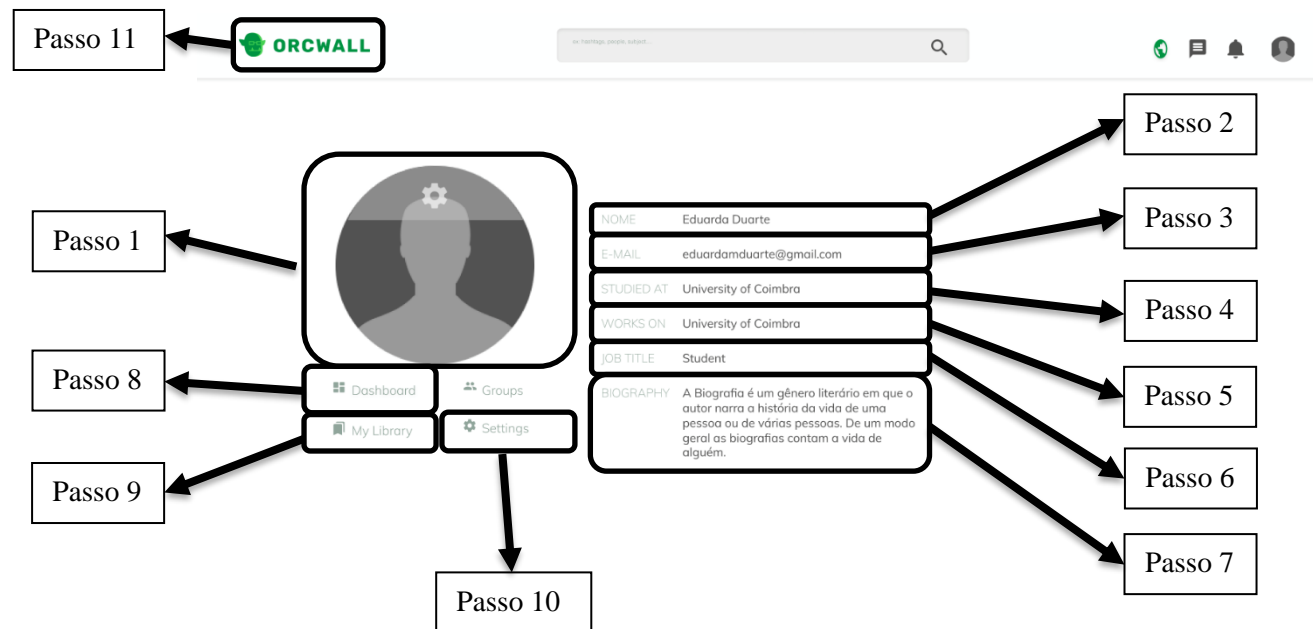 Passo 11
ORCWALL
ex: hashtags, people, subject...
Passo 2
Passo 3
Passo 1
NOME Eduarda Duarte
E-MAIL eduardamduarte@gmail.com
STUDIED AT University of Coimbra
Passo 4
WORKS ON University of Coimbra
JOB TITLE Student
Passo 8
Dashboard
Groups
BIOGRAPHY A Biografia é um gênero literário em que o
autor narra a história da vida de uma
pessoa ou de várias pessoas. De um modo
geral as biografias contam a vida de
alguém.
Passo 5
My Library
Settings
Passo 9
Passo 6
Passo 7
Passo 10